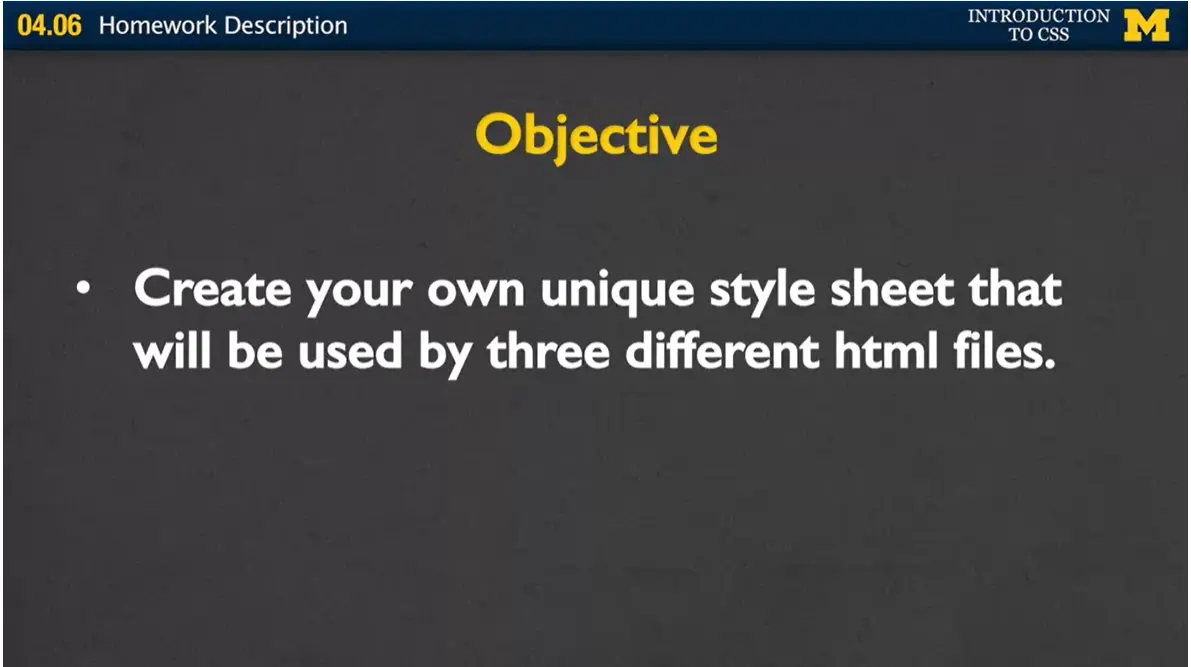 04.06 Homework Description
INTRODUCTION
TO CSS
M
Objective
• Create your own unique style sheet that
will be used by three different html files.